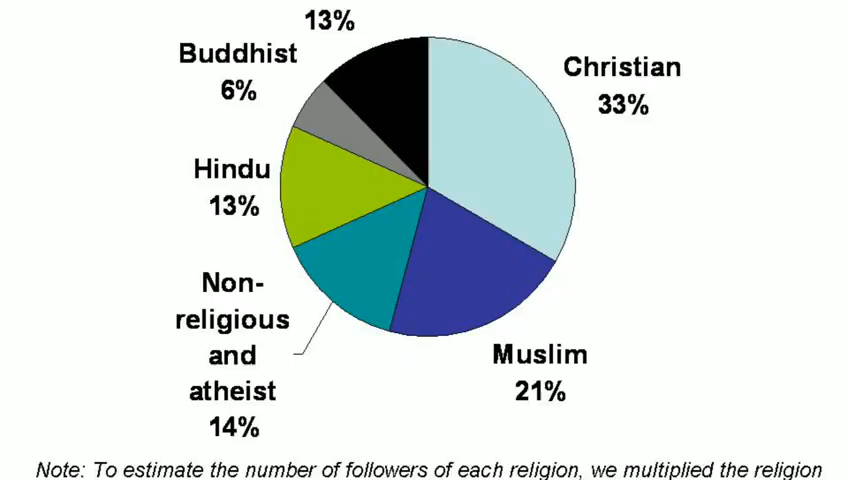 13%
Buddhist
6%
Christian
33%
Hindu
13%
Non-
religious
and
atheist
14%
Muslim
21%
Note: To estimate the number of followers of each religion, we multiplied the religion